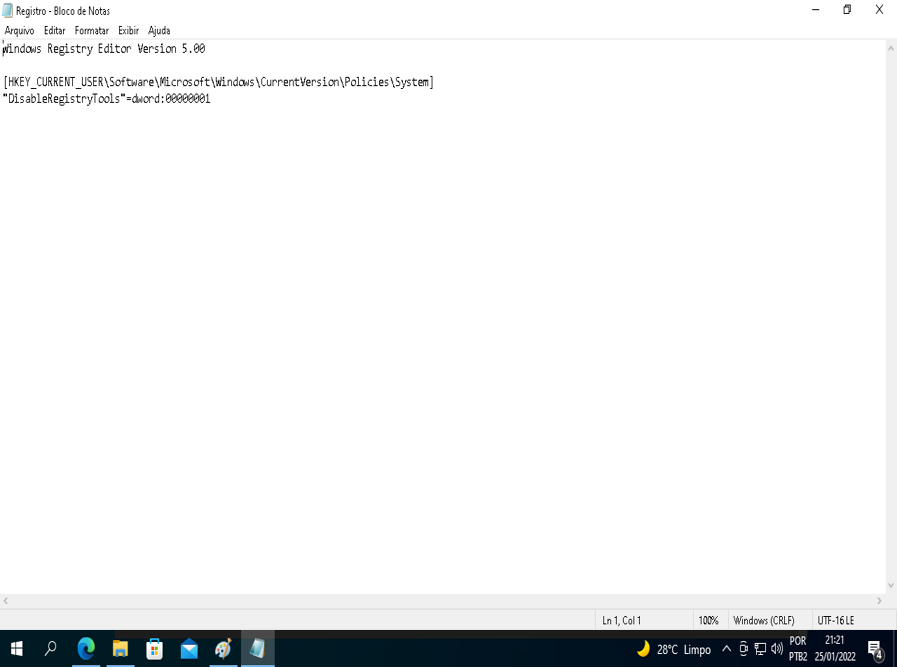 Registro - Bloco de Notas
Arquivo Editar Formatar Exibir Ajuda
Windows Registry Editor Version 5.00
[HKEY_CURRENT_USER\Software\Microsoft\Windows\CurrentVersion\Policies\System]
"DisableRegistryTools"=dword:00000001
Ln 1, Col 1 100% Windows (CRLF) UTF-16 LE
28°C Limpo POR 21:21
PTB2 25/01/2022 4